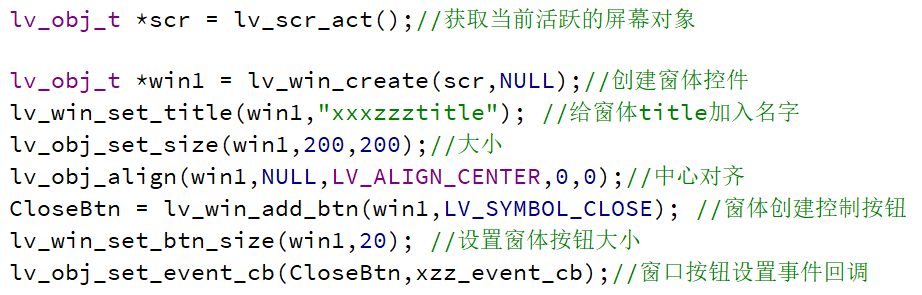 lv_obj_t *scr = lv_scr_act();//获取当前活跃的屏幕对象
lv_obj_t *win1 = lv_win_create(scr,NULL);//创建窗体控件
lv_win_set_title(win1,"xxxzzztitle"); //给窗体title加入名字
lv_obj_set_size(win1,200,200);//大小
lv_obj_align(win1,NULL,LV_ALIGN_CENTER,0,0);//中心对齐
CloseBtn = lv_win_add_btn(win1,LV_SYMBOL_CLOSE); //窗体创建控制按钮
lv_win_set_btn_size(win1,20); //设置窗体按钮大小
lv_obj_set_event_cb(CloseBtn,xzz_event_cb);//窗口按钮设置事件回调